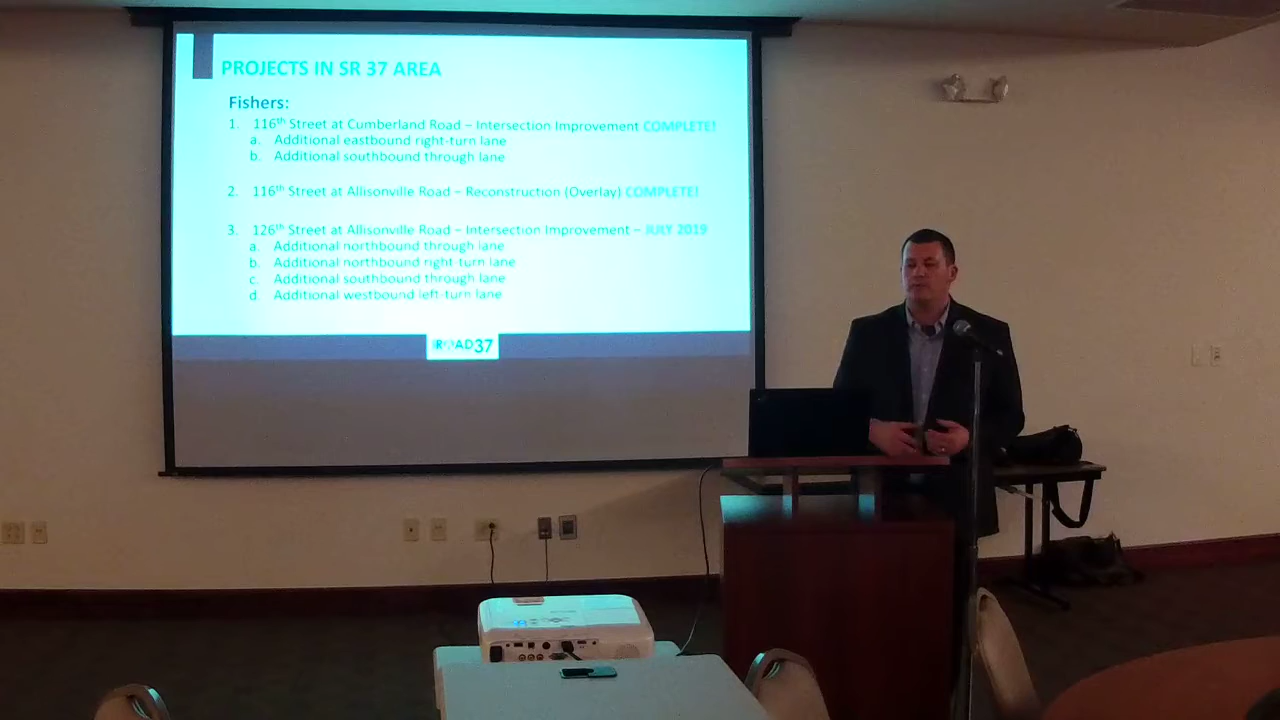 PROJECTS IN SR 37 AREA
Fishers:
1. 116th Street at Cumberland Road – Intersection Improvement COMPLETE!
a. Additional eastbound right-turn lane
b. Additional southbound through lane
2. 116th Street at Allisonville Road – Reconstruction (Overlay) COMPLETE!
3. 126th Street at Allisonville Road – Intersection Improvement – JULY 2019
a. Additional northbound through lane
b. Additional northbound right-turn lane
c. Additional southbound through lane
d. Additional westbound left-turn lane
ROAD37